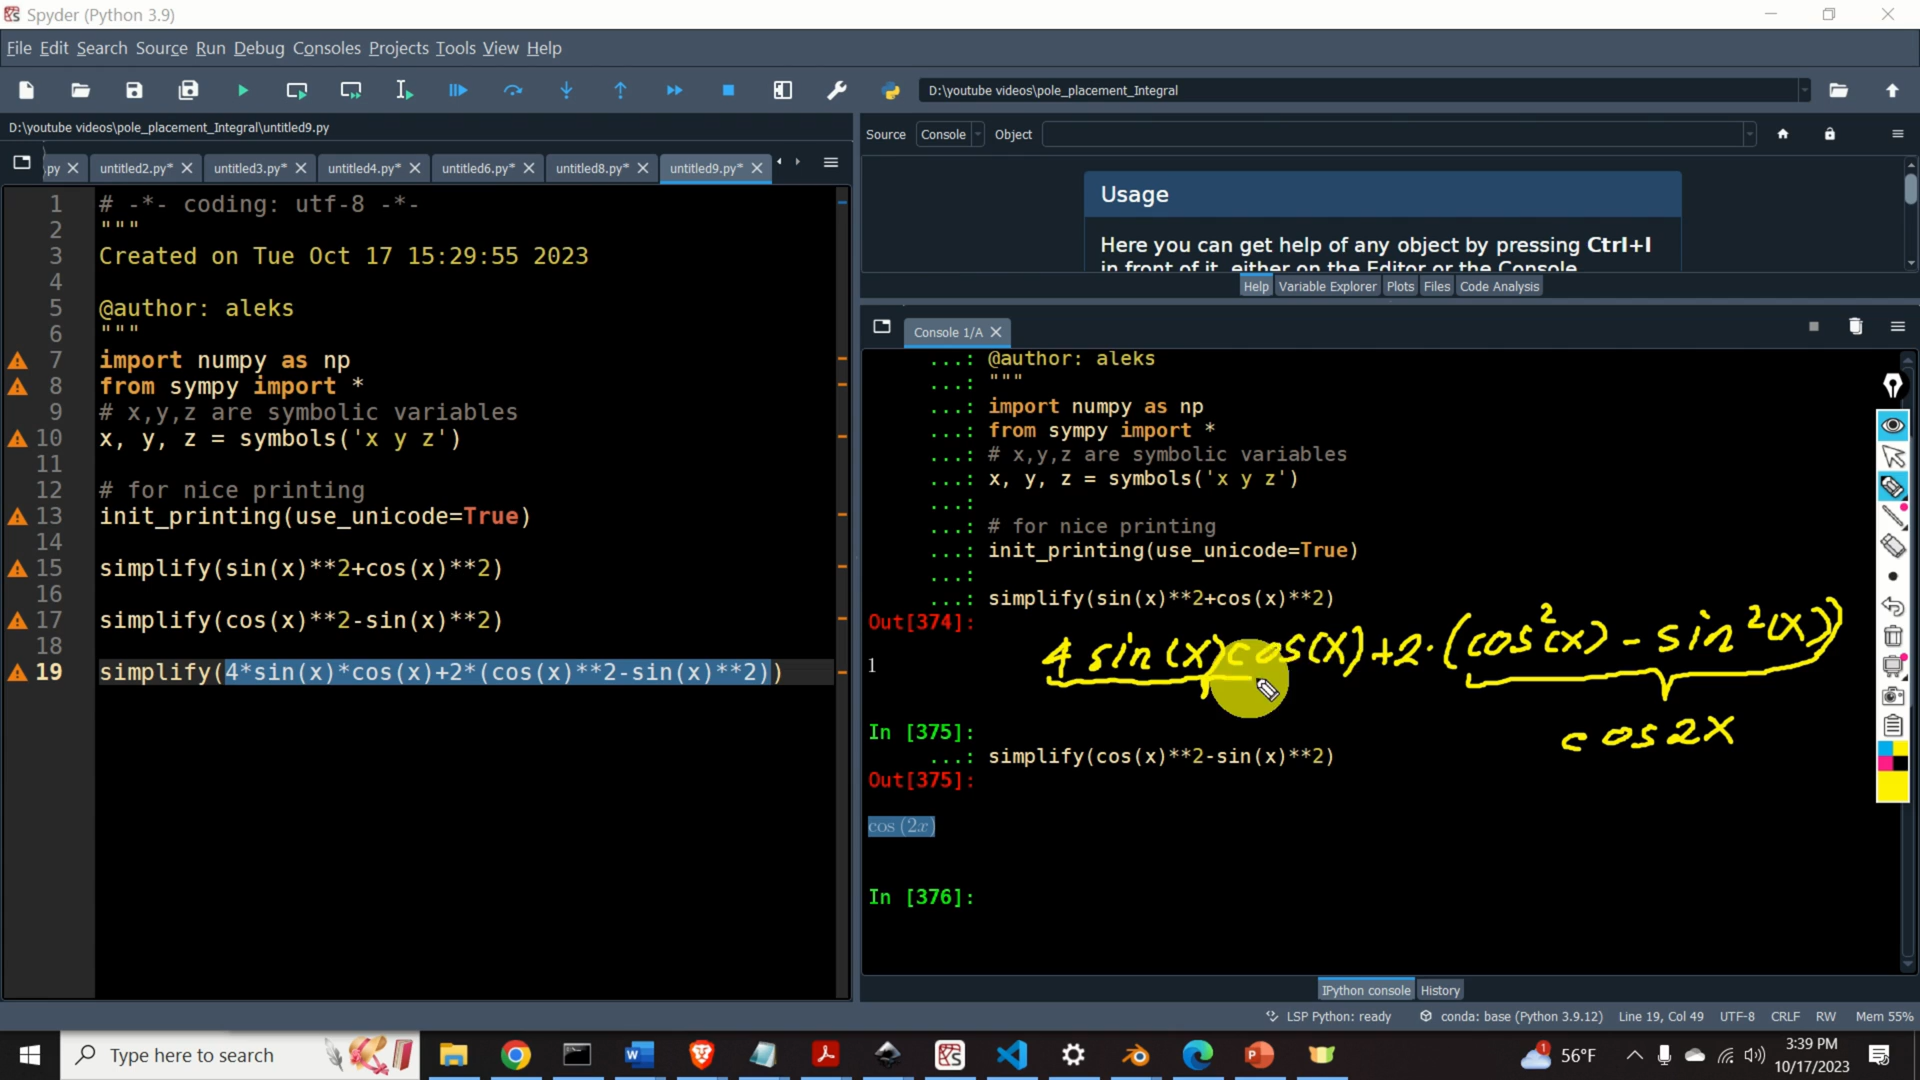 Spyder (Python 3.9)
File Edit Search Source Run Debug Consoles Projects Tools View Help
D:\youtube videos\pole_placement_Integral
D:\youtube videos\pole_placement_Integral\untitled9.py
Source Console Object
.py untitled2.py* untitled3.py* untitled4.py* untitled6.py* untitled8.py* untitled9.py*
1 # -*- coding: utf-8 -*-
2 """
3 Created on Tue Oct 17 15:29:55 2023
4
5 @author: aleks
6 """
7 import numpy as np
8 from sympy import *
9 # x,y,z are symbolic variables
10 x, y, z = symbols('x y z')
11
12 # for nice printing
13 init_printing(use_unicode=True)
14
15 simplify(sin(x)**2+cos(x)**2)
16
17 simplify(cos(x)**2-sin(x)**2)
18
19 simplify(4*sin(x)*cos(x)+2*(cos(x)**2-sin(x)**2))
Usage
Here you can get help of any object by pressing Ctrl+I
in front of it, either on the Editor or the Console.
Help Variable Explorer Plots Files Code Analysis
Console 1/A
...: @author: aleks
...: """
...: import numpy as np
...: from sympy import *
...: # x,y,z are symbolic variables
...: x, y, z = symbols('x y z')
...:
...: # for nice printing
...: init_printing(use_unicode=True)
...:
...: simplify(sin(x)**2+cos(x)**2)
Out[374]:
4 sin(x)cos(x)+2·(cos²(x) - sin²(x))
1
cos2x
In [375]:
...: simplify(cos(x)**2-sin(x)**2)
Out[375]:
cos (2x)
In [376]:
IPython console History
LSP Python: ready conda: base (Python 3.9.12) Line 19, Col 49 UTF-8 CRLF RW Mem 55%
Type here to search
1 56°F
3:39 PM
10/17/2023